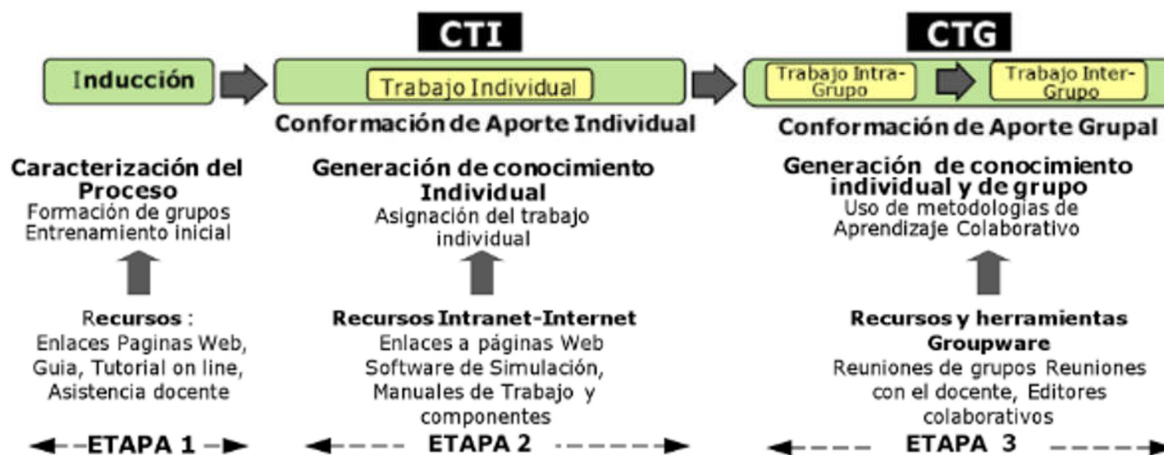 CTI
CTG
Inducción
Trabajo Individual
Trabajo Intra-
Grupo
Trabajo Inter-
Grupo
Conformación de Aporte Individual
Conformación de Aporte Grupal
Caracterización del
Proceso
Formación de grupos
Entrenamiento inicial
Generación de conocimiento
Individual
Asignación del trabajo
individual
Generación de conocimiento
individual y de grupo
Uso de metodologías de
Aprendizaje Colaborativo
Recursos :
Enlaces Paginas Web,
Guia, Tutorial on line,
Asistencia docente
Recursos Intranet-Internet
Enlaces a páginas Web
Software de Simulación,
Manuales de Trabajo y
componentes
Recursos y herramientas
Groupware
Reuniones de grupos Reuniones
con el docente, Editores
colaborativos
ETAPA 1
ETAPA 2
ETAPA 3